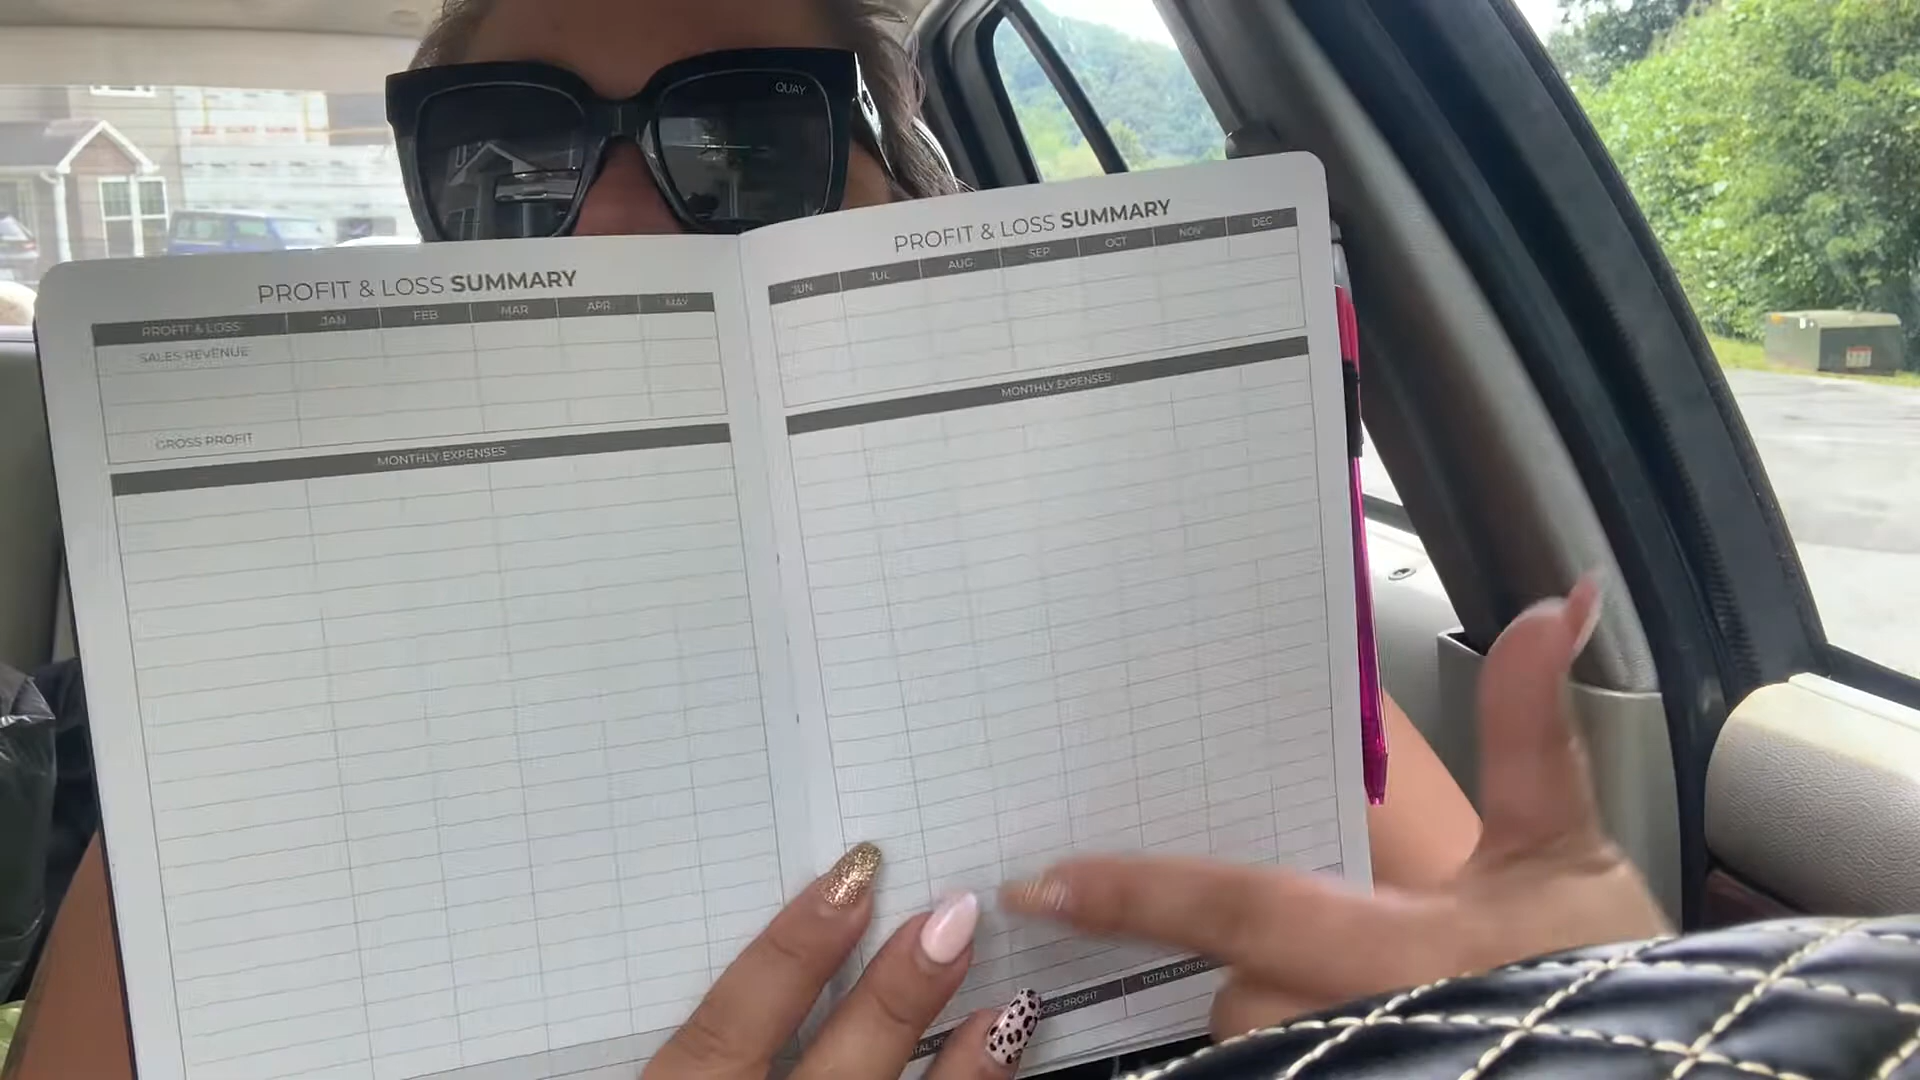 QUAY
PROFIT & LOSS SUMMARY
PROFIT & LOSS JAN FEB MAR APR MAY
SALES REVENUE
GROSS PROFIT
MONTHLY EXPENSES
PROFIT & LOSS SUMMARY
JUN JUL AUG SEP OCT NOV DEC
MONTHLY EXPENSES
PROFIT TOTAL